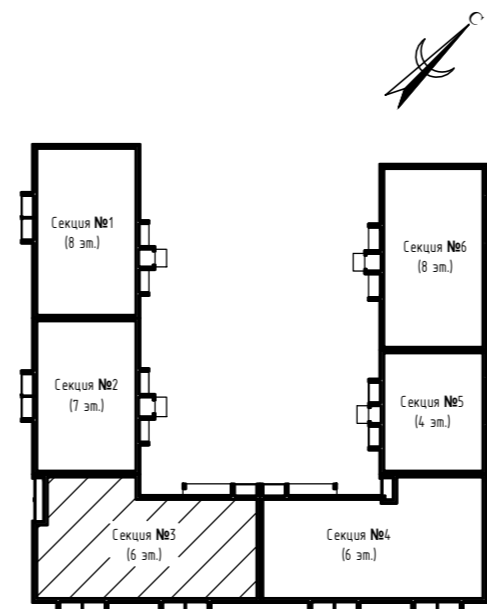 С
Секция №1
(8 эт.)
Секция №6
(8 эт.)
Секция №2
(7 эт.)
Секция №5
(4 эт.)
Секция №3
(6 эт.)
Секция №4
(6 эт.)